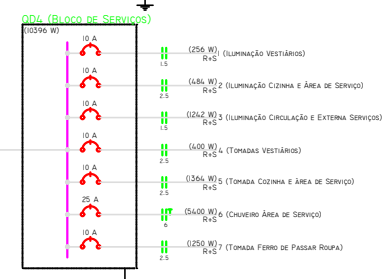 QD4 (Bloco de Serviços)
(10396 W)
10 A
1.5
(256 W) 1 (Iluminação Vestiários)
R+S
10 A
2.5
(484 W) 2 (Iluminação Cizinha e Área de Serviço)
R+S
10 A
1.5
(1242 W) 3 (Iluminação Circulação e Externa Serviços)
R+S
10 A
2.5
(400 W) 4 (Tomadas Vestiários)
R+S
10 A
2.5
(1364 W) 5 (Tomada Cozinha e área de Serviço)
R+S
25 A
6
(5400 W) 6 (Chuveiro Área de Serviço)
R+S
10 A
2.5
(1250 W) 7 (Tomada Ferro de Passar Roupa)
R+S